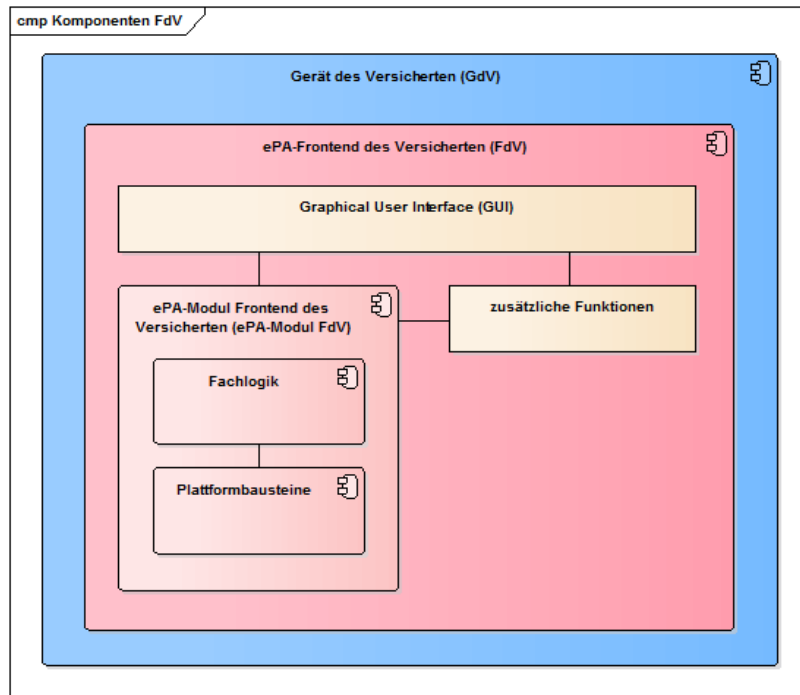 cmp Komponenten FdV
Gerät des Versicherten (GdV)
ePA-Frontend des Versicherten (FdV)
Graphical User Interface (GUI)
ePA-Modul Frontend des
Versicherten (ePA-Modul FdV)
zusätzliche Funktionen
Fachlogik
Plattformbausteine